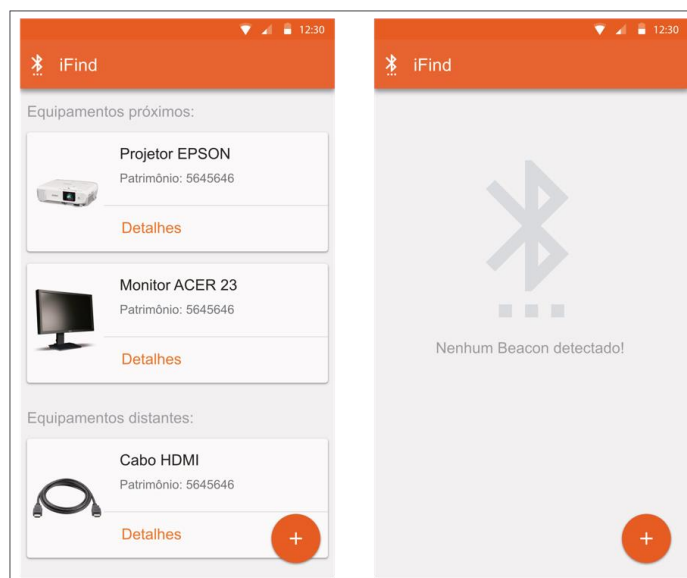 12:30
iFind
Equipamentos próximos:
Projetor EPSON
Patrimônio: 5645646
Detalhes
Monitor ACER 23
Patrimônio: 5645646
Detalhes
Equipamentos distantes:
Cabo HDMI
Patrimônio: 5645646
Detalhes
+
12:30
iFind
Nenhum Beacon detectado!
+